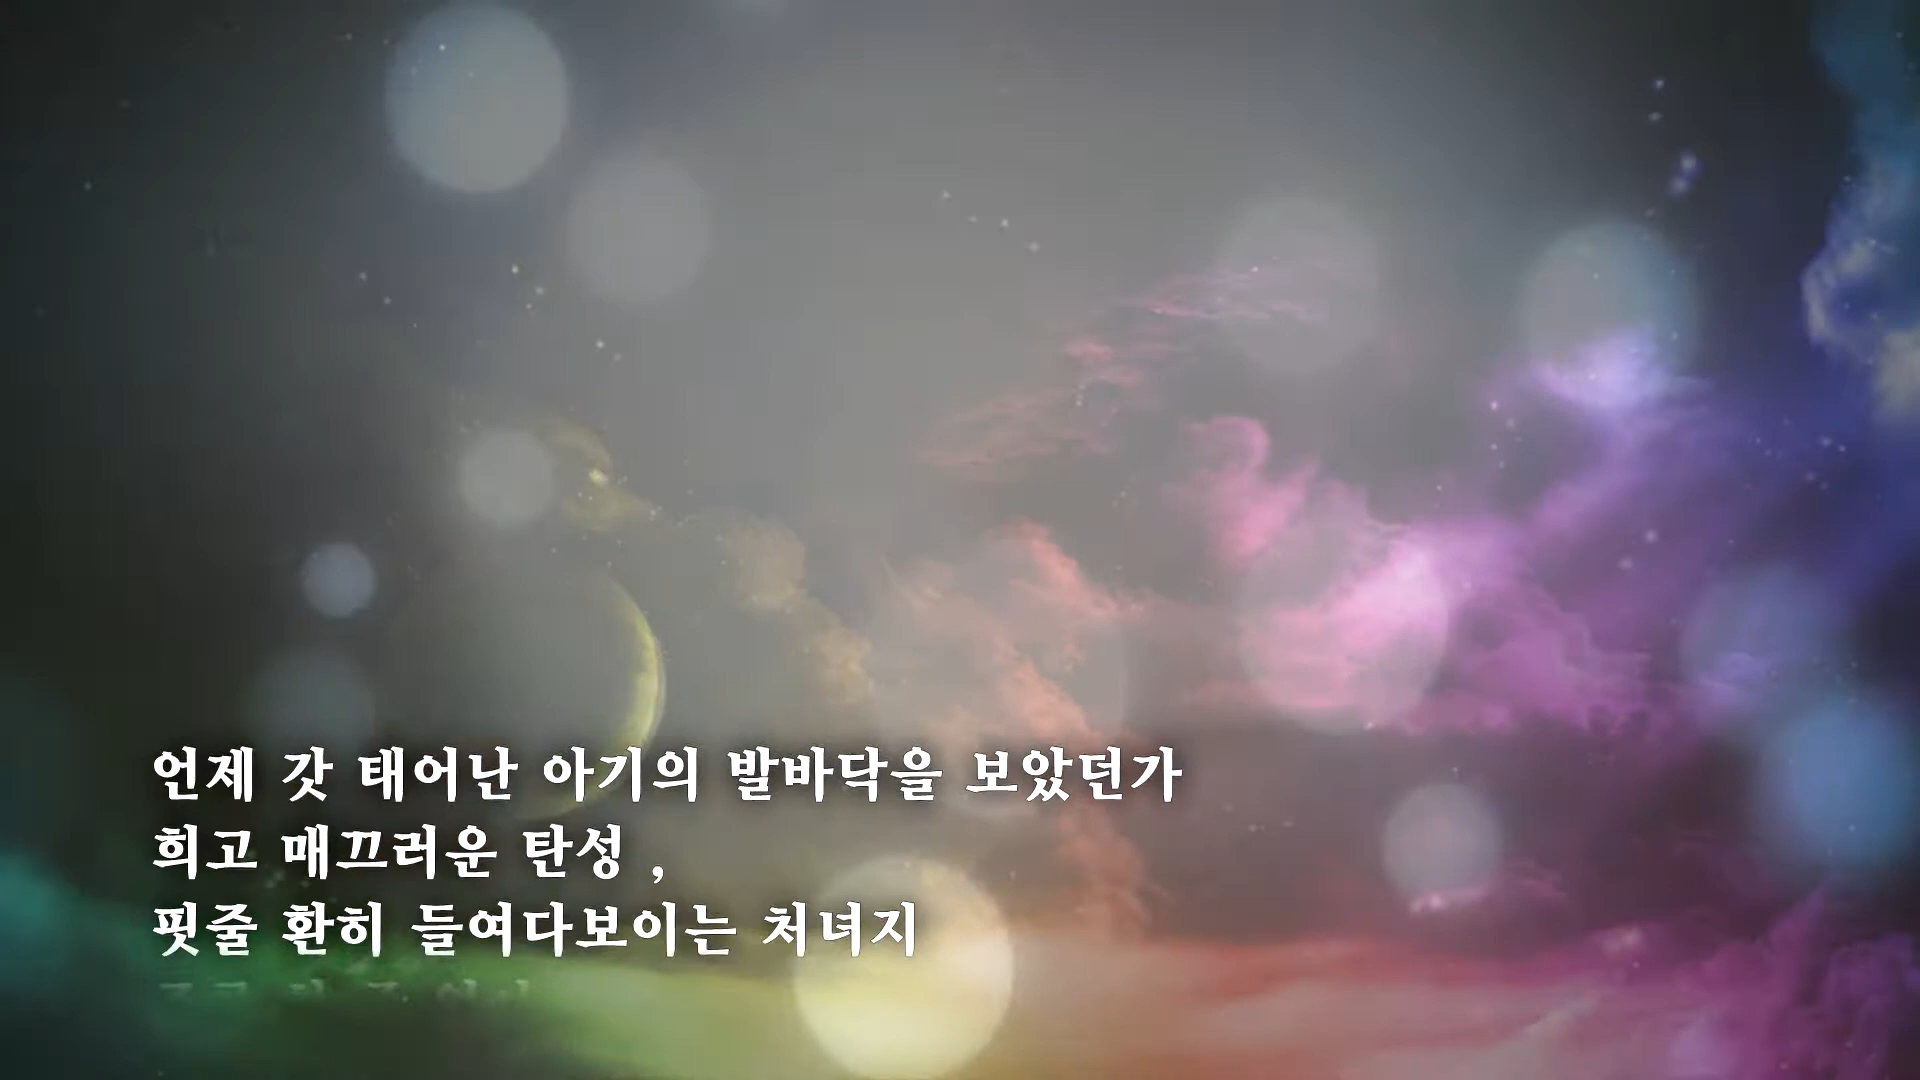 언제 갓 태어난 아기의 발바닥을 보았던가
희고 매끄러운 탄성 ,
핏줄 환히 들여다보이는 처녀지